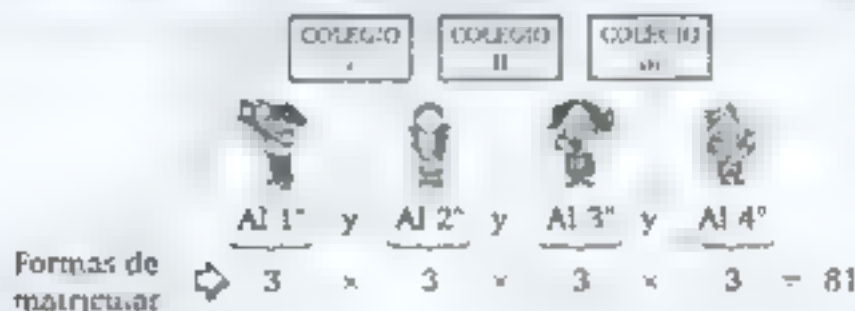 COLEGIO COLEGIO COLEGIO
I II III
Al 1° y Al 2° y Al 3° y Al 4°
Formas de
matricular ⇨ 3 × 3 × 3 × 3 = 81